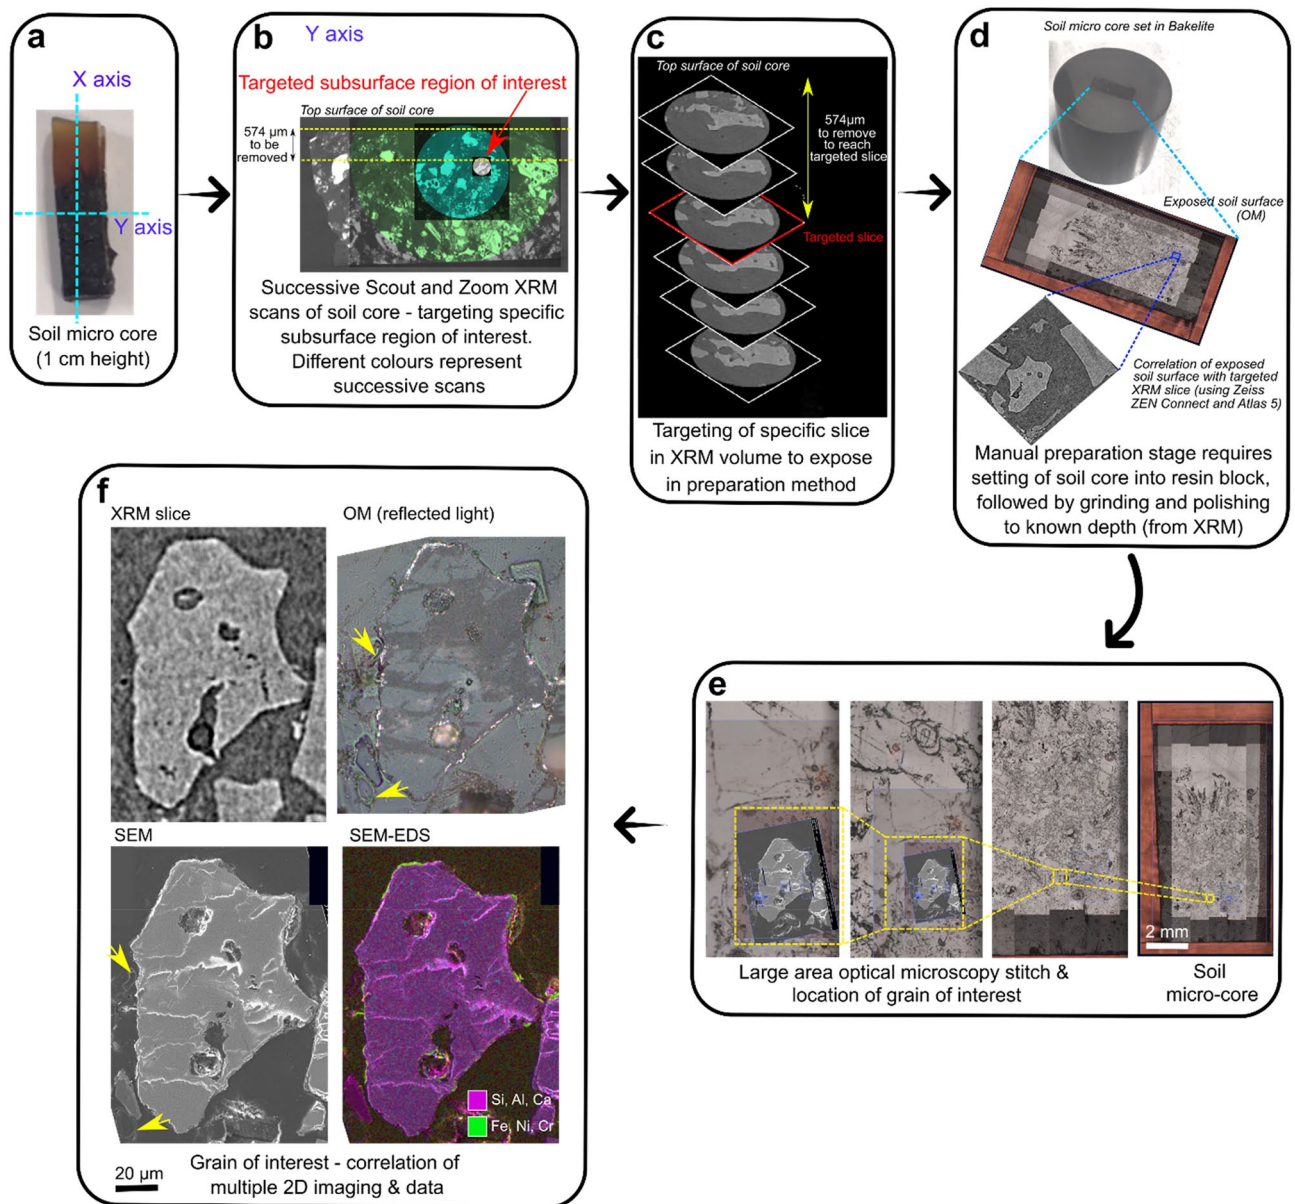 a
X axis
Y axis
Soil micro core
(1 cm height)
b
Y axis
Targeted subsurface region of interest
Top surface of soil core
574 µm
to be
removed
Successive Scout and Zoom XRM
scans of soil core - targeting specific
subsurface region of interest.
Different colours represent
successive scans
c
Top surface of soil core
574µm
to remove
to reach
targeted slice
Targeted slice
Targeting of specific slice
in XRM volume to expose
in preparation method
d
Soil micro core set in Bakelite
Exposed soil surface
(OM)
Correlation of exposed
soil surface with targeted
XRM slice (using Zeiss
ZEN Connect and Atlas 5)
Manual preparation stage requires
setting of soil core into resin block,
followed by grinding and polishing
to known depth (from XRM)
e
2 mm
Large area optical microscopy stitch &
location of grain of interest
Soil
micro-core
f
XRM slice
OM (reflected light)
SEM
SEM-EDS
Si, Al, Ca
Fe, Ni, Cr
20 µm
Grain of interest - correlation of
multiple 2D imaging & data